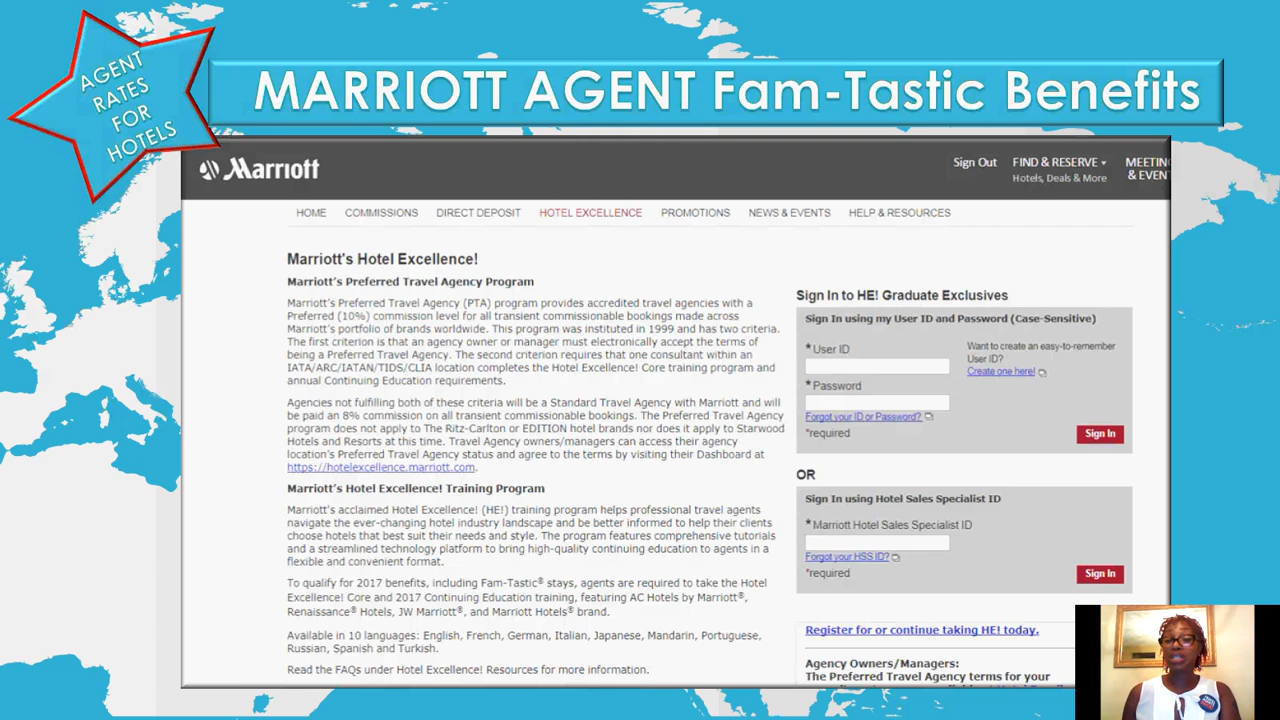 AGENT
RATES
FOR
HOTELS
MARRIOTT AGENT Fam-Tastic Benefits
Marriott
Sign Out
FIND & RESERVE
Hotels, Deals & More
MEETING
& EVEN
HOME COMMISSIONS DIRECT DEPOSIT HOTEL EXCELLENCE PROMOTIONS NEWS & EVENTS HELP & RESOURCES
Marriott's Hotel Excellence!
Marriott's Preferred Travel Agency Program
Marriott's Preferred Travel Agency (PTA) program provides accredited travel agencies with a
Preferred (10%) commission level for all transient commissionable bookings made across
Marriott's portfolio of brands worldwide. This program was instituted in 1999 and has two criteria.
The first criterion is that an agency owner or manager must electronically accept the terms of
being a Preferred Travel Agency. The second criterion requires that one consultant within an
IATA/ARC/IATAN/TIDS/CLIA location completes the Hotel Excellence! Core training program and
annual Continuing Education requirements.
Agencies not fulfilling both of these criteria will be a Standard Travel Agency with Marriott and will
be paid an 8% commission on all transient commissionable bookings. The Preferred Travel Agency
program does not apply to The Ritz-Carlton or EDITION hotel brands nor does it apply to Starwood
Hotels and Resorts at this time. Travel Agency owners/managers can access their agency
location's Preferred Travel Agency status and agree to the terms by visiting their Dashboard at
https://hotelexcellence.marriott.com.
Marriott's Hotel Excellence! Training Program
Marriott's acclaimed Hotel Excellence! (HE!) training program helps professional travel agents
navigate the ever-changing hotel industry landscape and be better informed to help their clients
choose hotels that best suit their needs and style. The program features comprehensive tutorials
and a streamlined technology platform to bring high-quality continuing education to agents in a
flexible and convenient format.
To qualify for 2017 benefits, including Fam-Tastic® stays, agents are required to take the Hotel
Excellence! Core and 2017 Continuing Education training, featuring AC Hotels by Marriott®,
Renaissance® Hotels, JW Marriott®, and Marriott Hotels® brand.
Available in 10 languages: English, French, German, Italian, Japanese, Mandarin, Portuguese,
Russian, Spanish and Turkish.
Read the FAQs under Hotel Excellence! Resources for more information.
Sign In to HE! Graduate Exclusives
Sign In using my User ID and Password (Case-Sensitive)
* User ID
Want to create an easy-to-remember
User ID?
Create one here!
* Password
Forgot your ID or Password?
*required
Sign In
OR
Sign In using Hotel Sales Specialist ID
* Marriott Hotel Sales Specialist ID
Forgot your HSS ID?
*required
Sign In
Register for or continue taking HE! today.
Agency Owners/Managers:
The Preferred Travel Agency terms for your